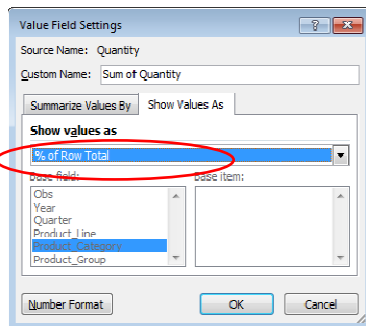 Value Field Settings
Source Name: Quantity
Custom Name: Sum of Quantity
Summarize Values By Show Values As
Show values as
% of Row Total
Base field: Base item:
Obs
Year
Quarter
Product_Line
Product_Category
Product_Group
Number Format OK Cancel